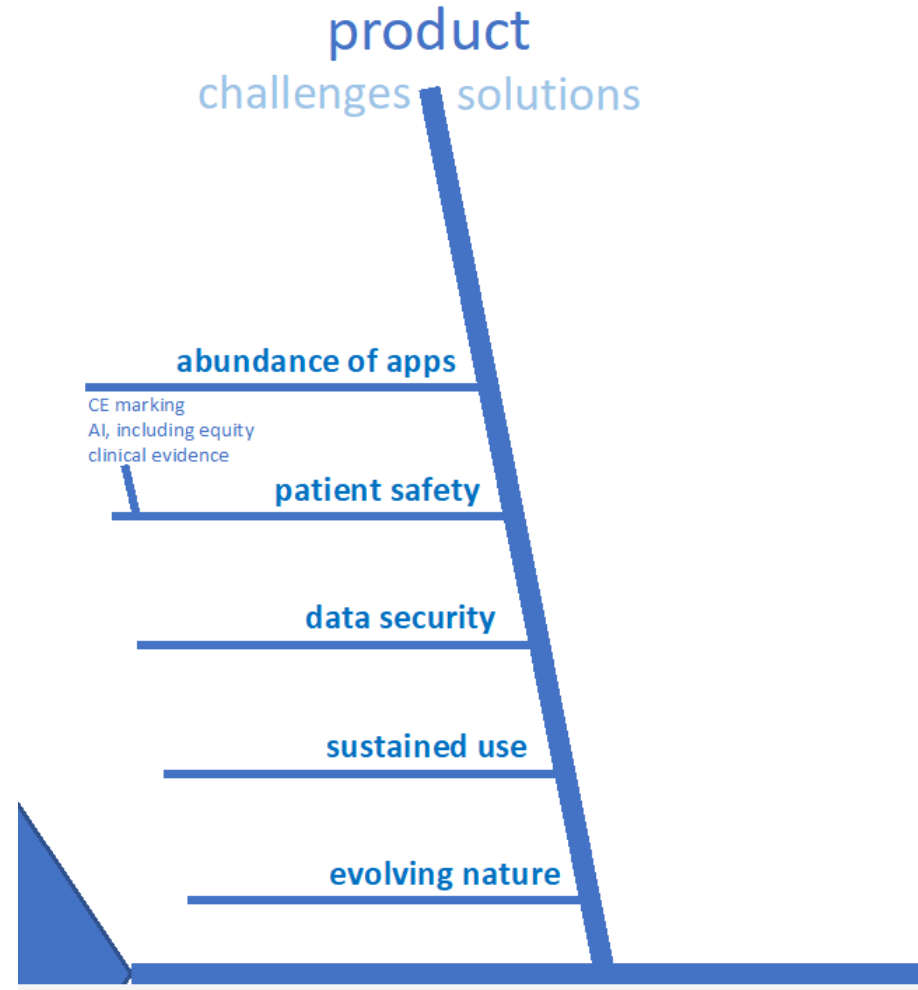 product
challenges solutions
abundance of apps
CE marking
AI, including equity
clinical evidence
patient safety
data security
sustained use
evolving nature